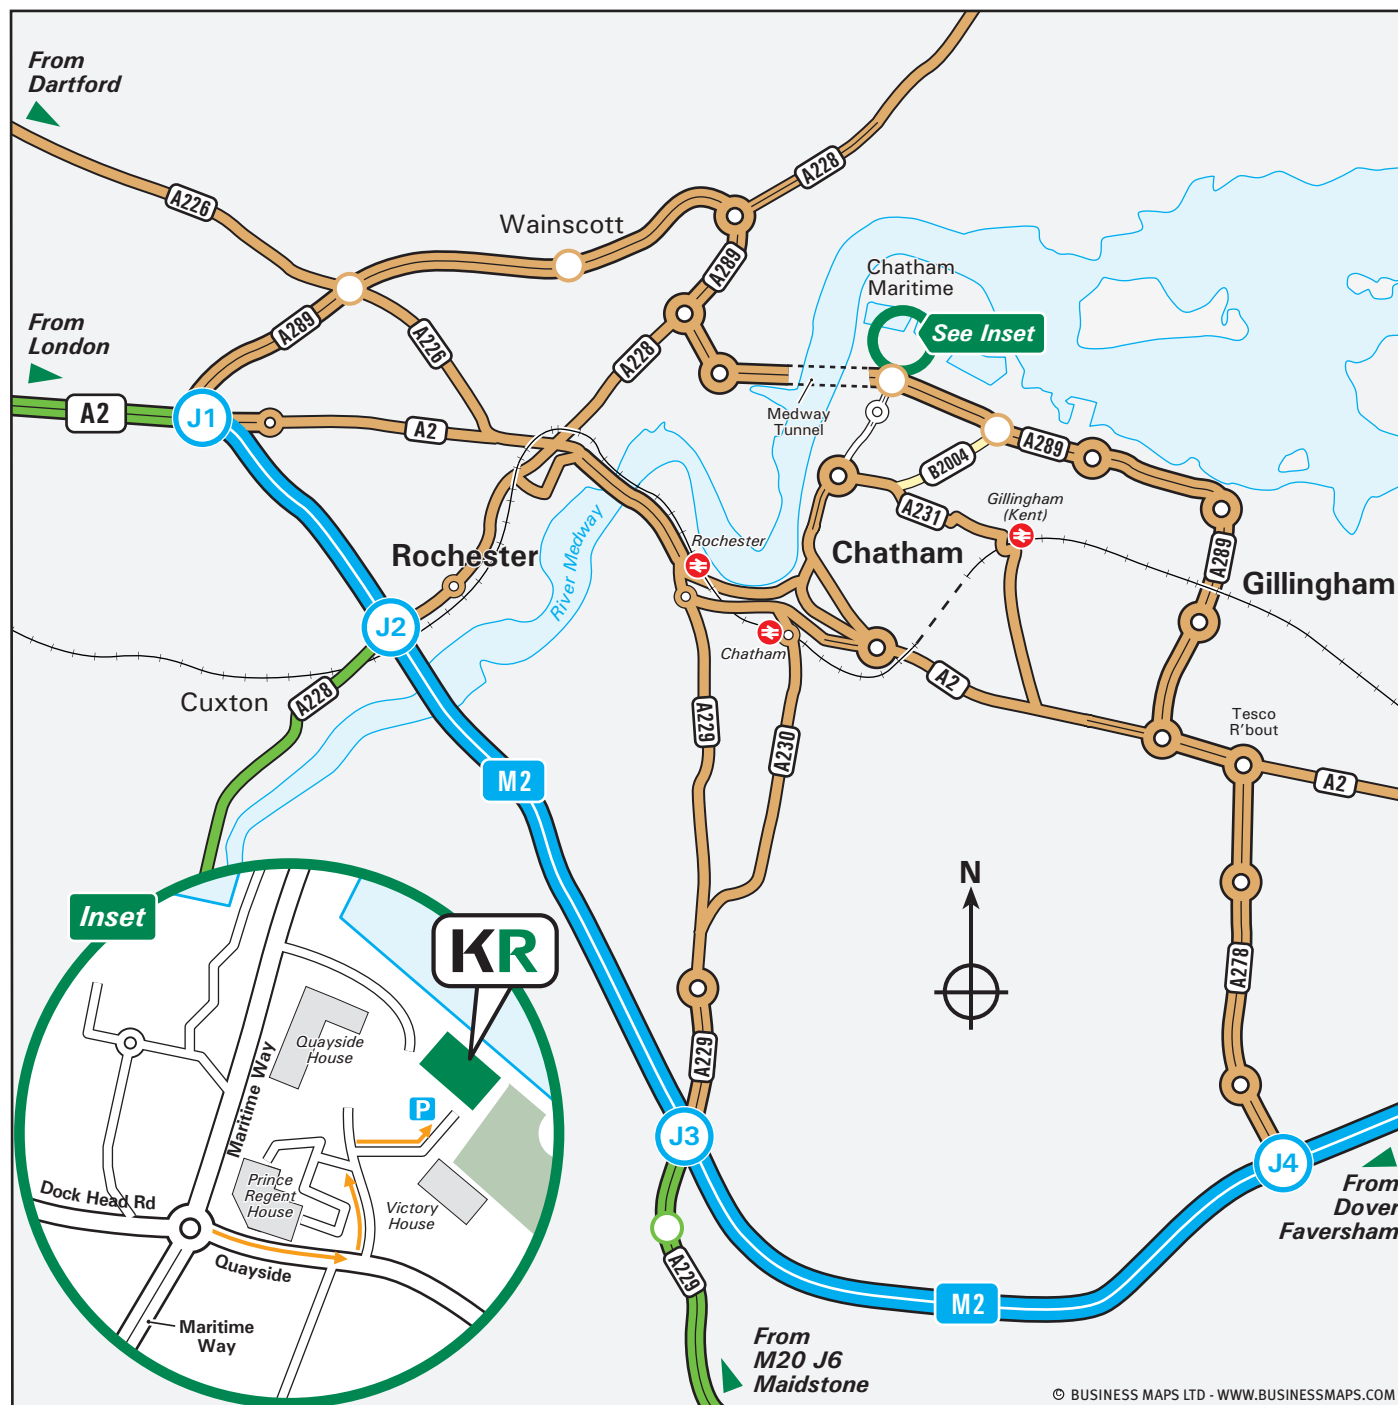 From
Dartford
A226
A228
Wainscott
A289
Chatham
Maritime
See Inset
From
London
A289
A226
A228
A2
J1
A2
Medway
Tunnel
B2004
A289
A231
Gillingham
(Kent)
Rochester
River Medway
Rochester
Chatham
A289
Gillingham
J2
Chatham
A2
Cuxton
A228
A229
A230
Tesco
R'bout
M2
A2
N
Inset
KR
A278
Quayside
House
Maritime Way
A229
P
J3
J4
Prince
Regent
House
Victory
House
Dock Head Rd
Quayside
From
Dover
Faversham
A229
M2
Maritime
Way
From
M20 J6
Maidstone
© BUSINESS MAPS LTD - WWW.BUSINESSMAPS.COM